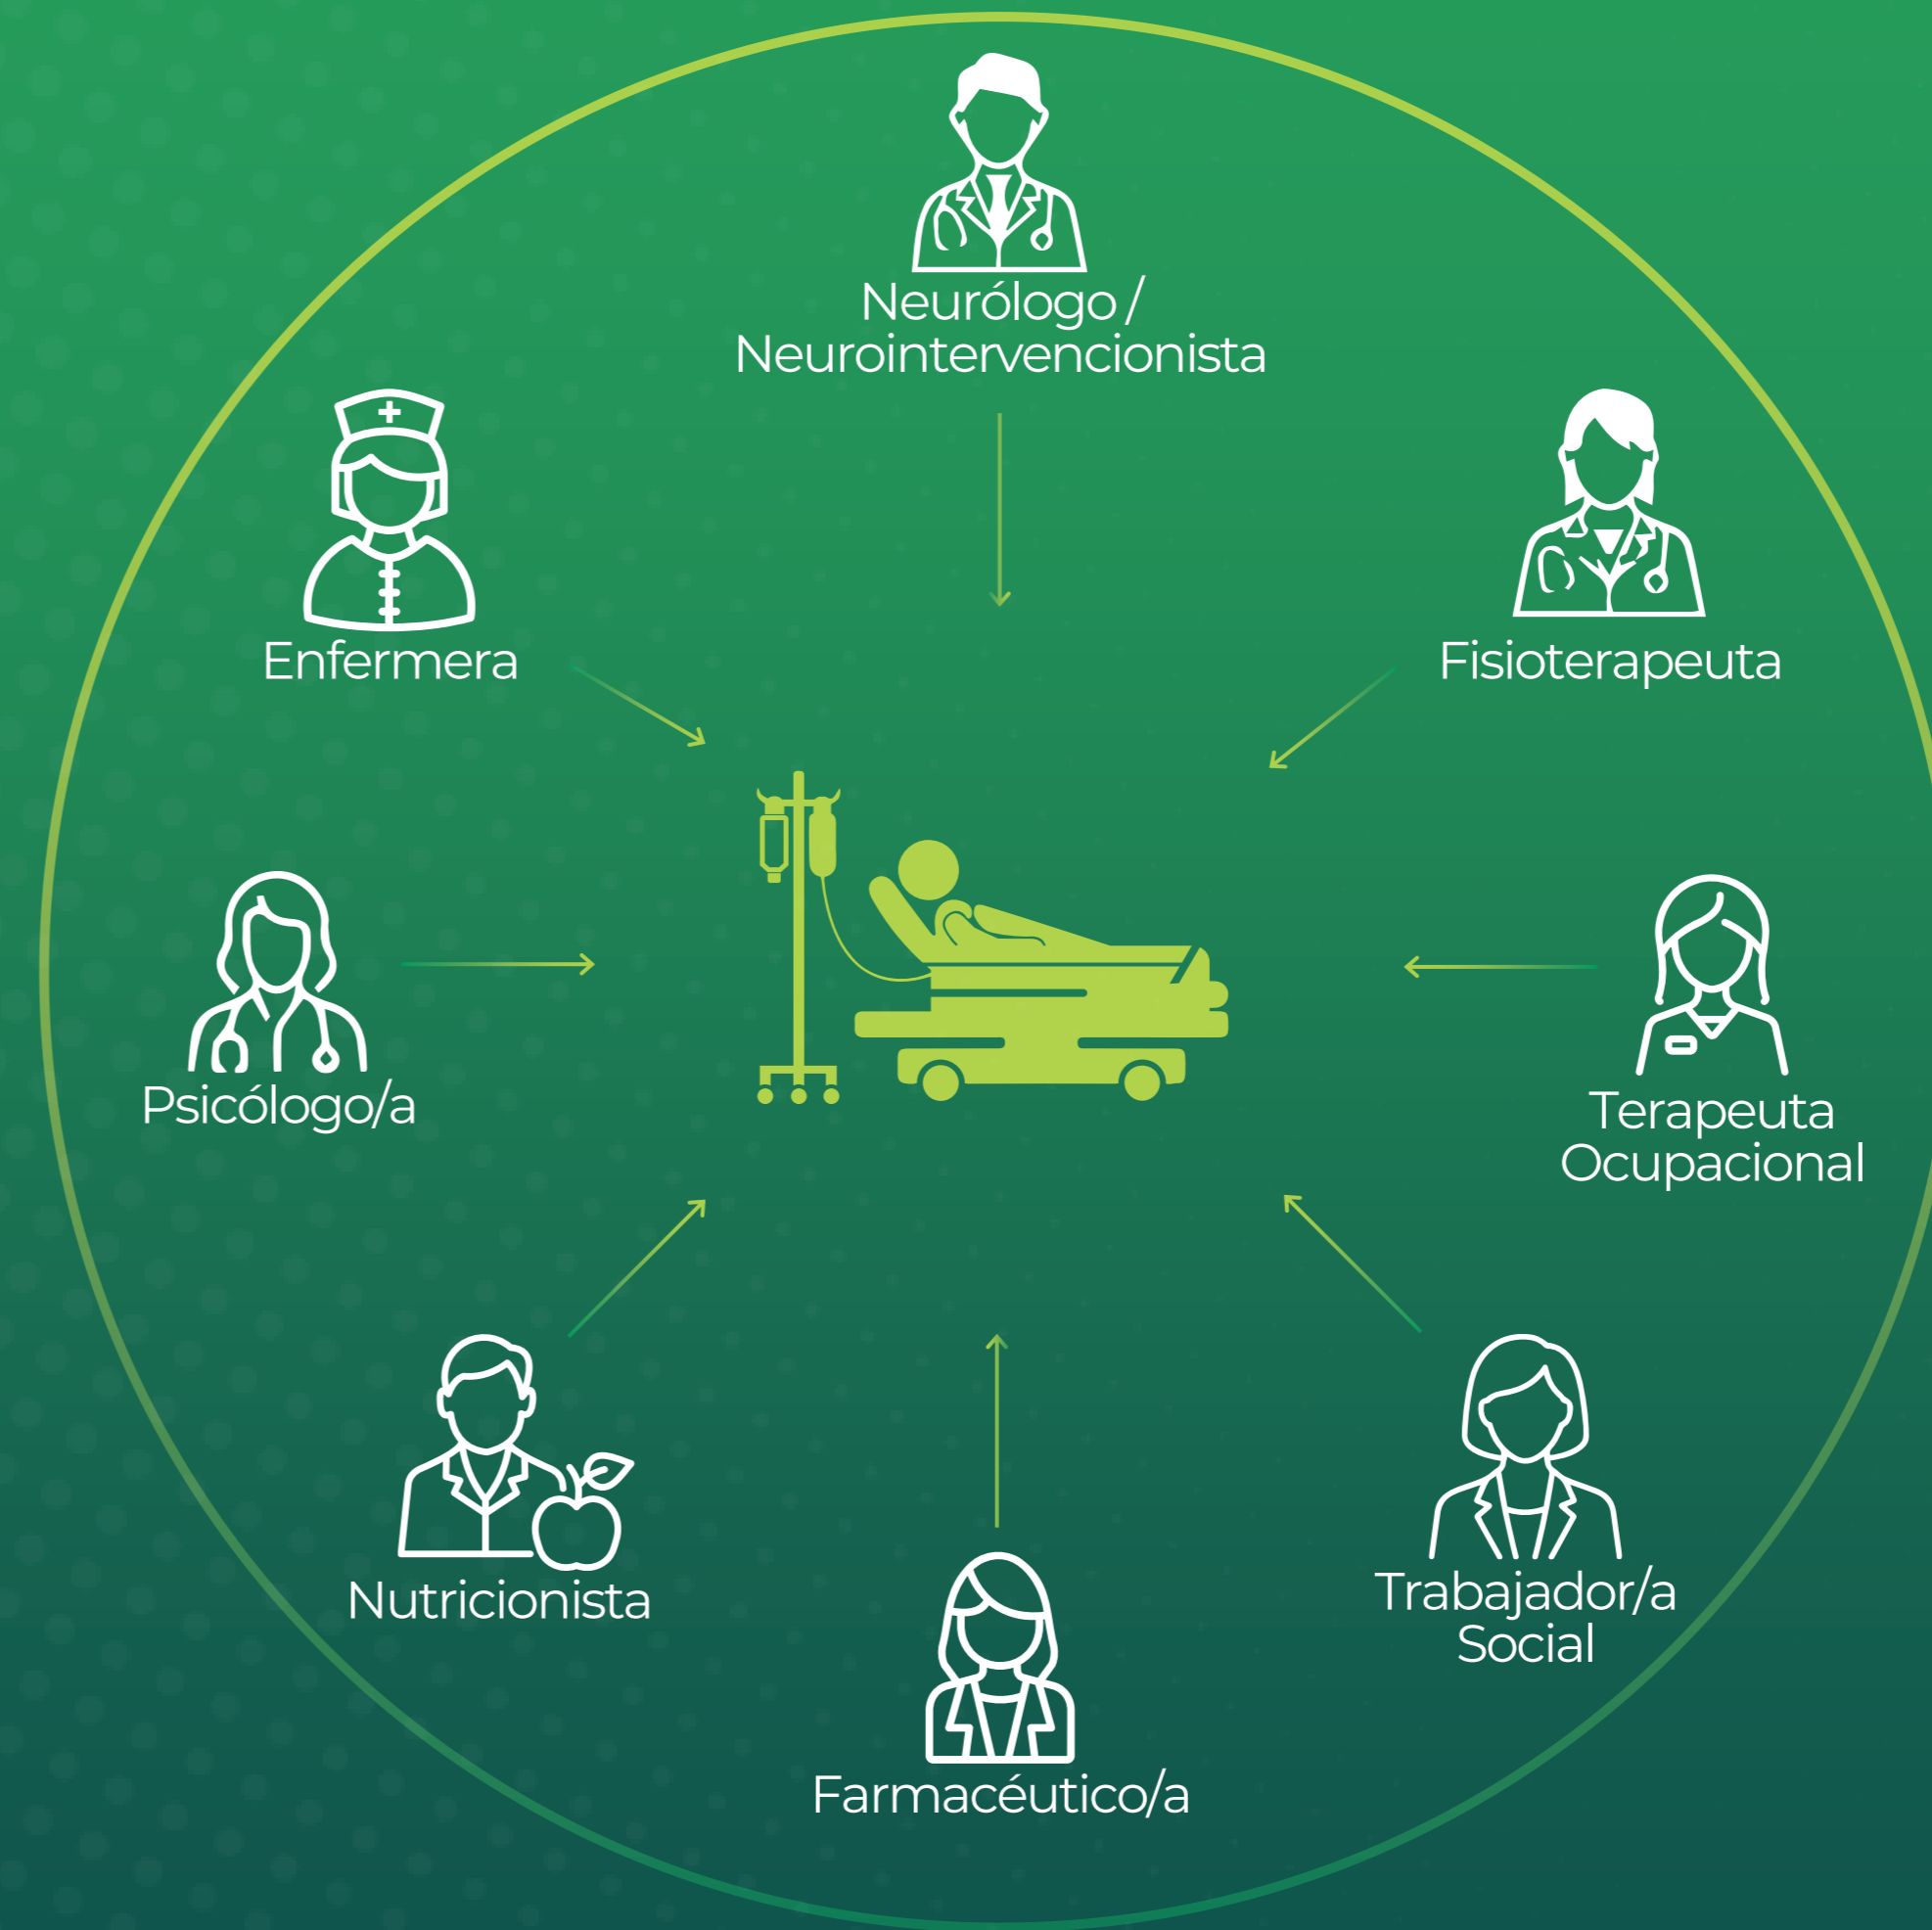 Neurólogo /
Neurointervencionista
Enfermera
Fisioterapeuta
Psicólogo/a
Terapeuta
Ocupacional
Nutricionista
Trabajador/a
Social
Farmacéutico/a